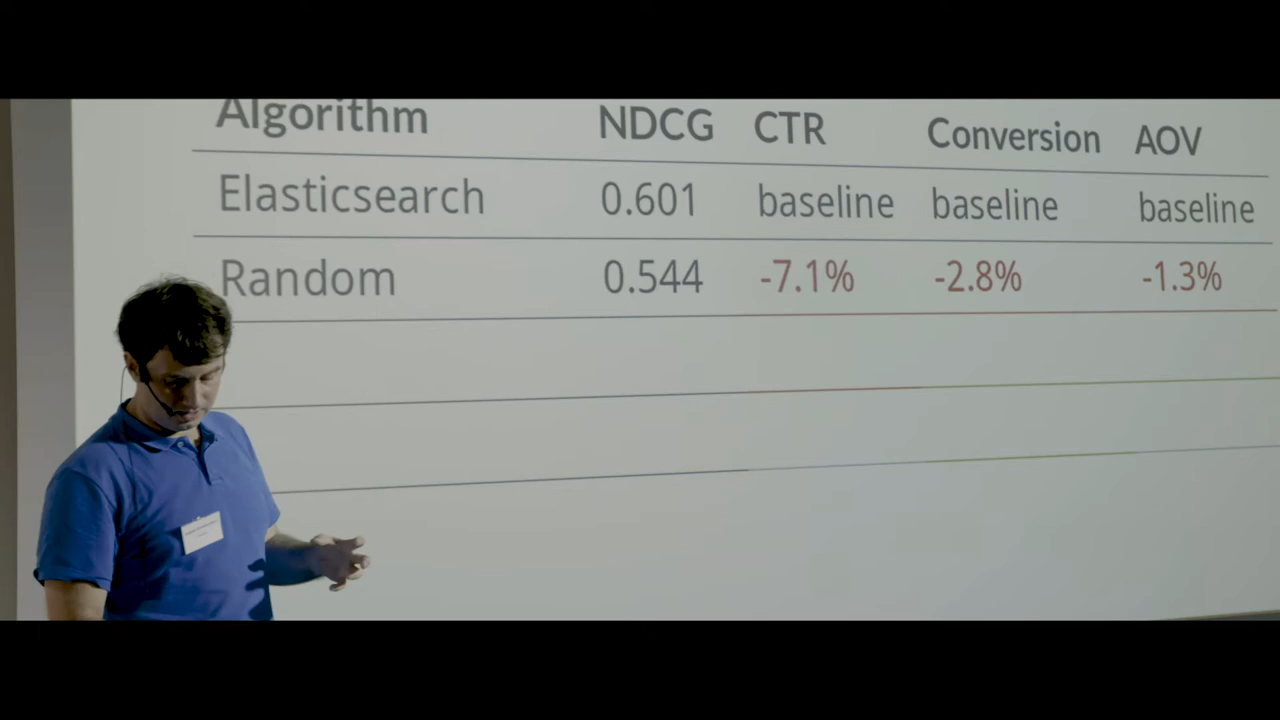 Algorithm NDCG CTR Conversion AOV
Elasticsearch 0.601 baseline baseline baseline
Random 0.544 -7.1% -2.8% -1.3%